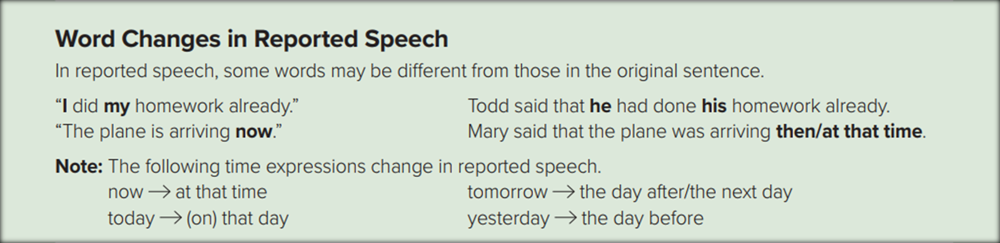 Word Changes in Reported Speech
In reported speech, some words may be different from those in the original sentence.
“I did my homework already.” Todd said that he had done his homework already.
“The plane is arriving now.” Mary said that the plane was arriving then/at that time.
Note: The following time expressions change in reported speech.
now → at that time tomorrow → the day after/the next day
today → (on) that day yesterday → the day before